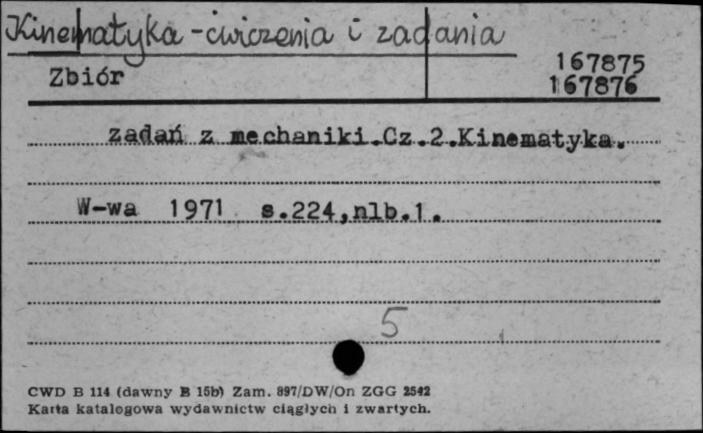 Kinematyka - ćwiczenia i zadania
167875
Zbiór
167876
zadań z mechaniki.Cz.2.Kinematyka.
W-wa 1971 s.224,nlb.1.
5
CWD B 114 (dawny B 15b) Zam. 897/DW/On ZGG 2542
Karta katalogowa wydawnictw ciągłych i zwartych.